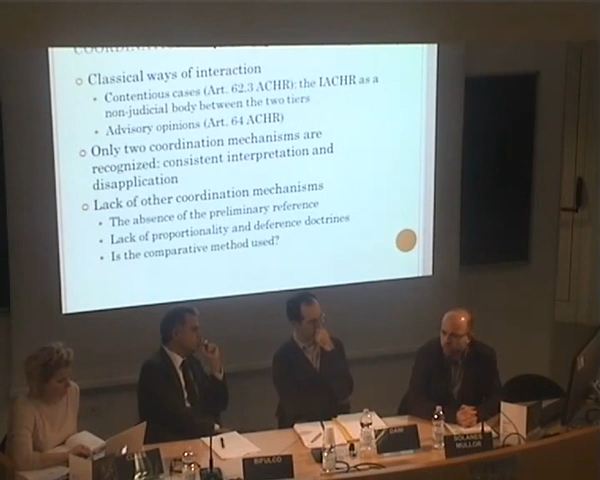 Classical ways of interaction
Contentious cases (Art. 62.3 ACHR): the IACHR as a
non-judicial body between the two tiers
Advisory opinions (Art. 64 ACHR)
Only two coordination mechanisms are
recognized: consistent interpretation and
disapplication
Lack of other coordination mechanisms
The absence of the preliminary reference
Lack of proportionality and deference doctrines
Is the comparative method used?
BIFULCO
DANI
SOLANES
MULLOR